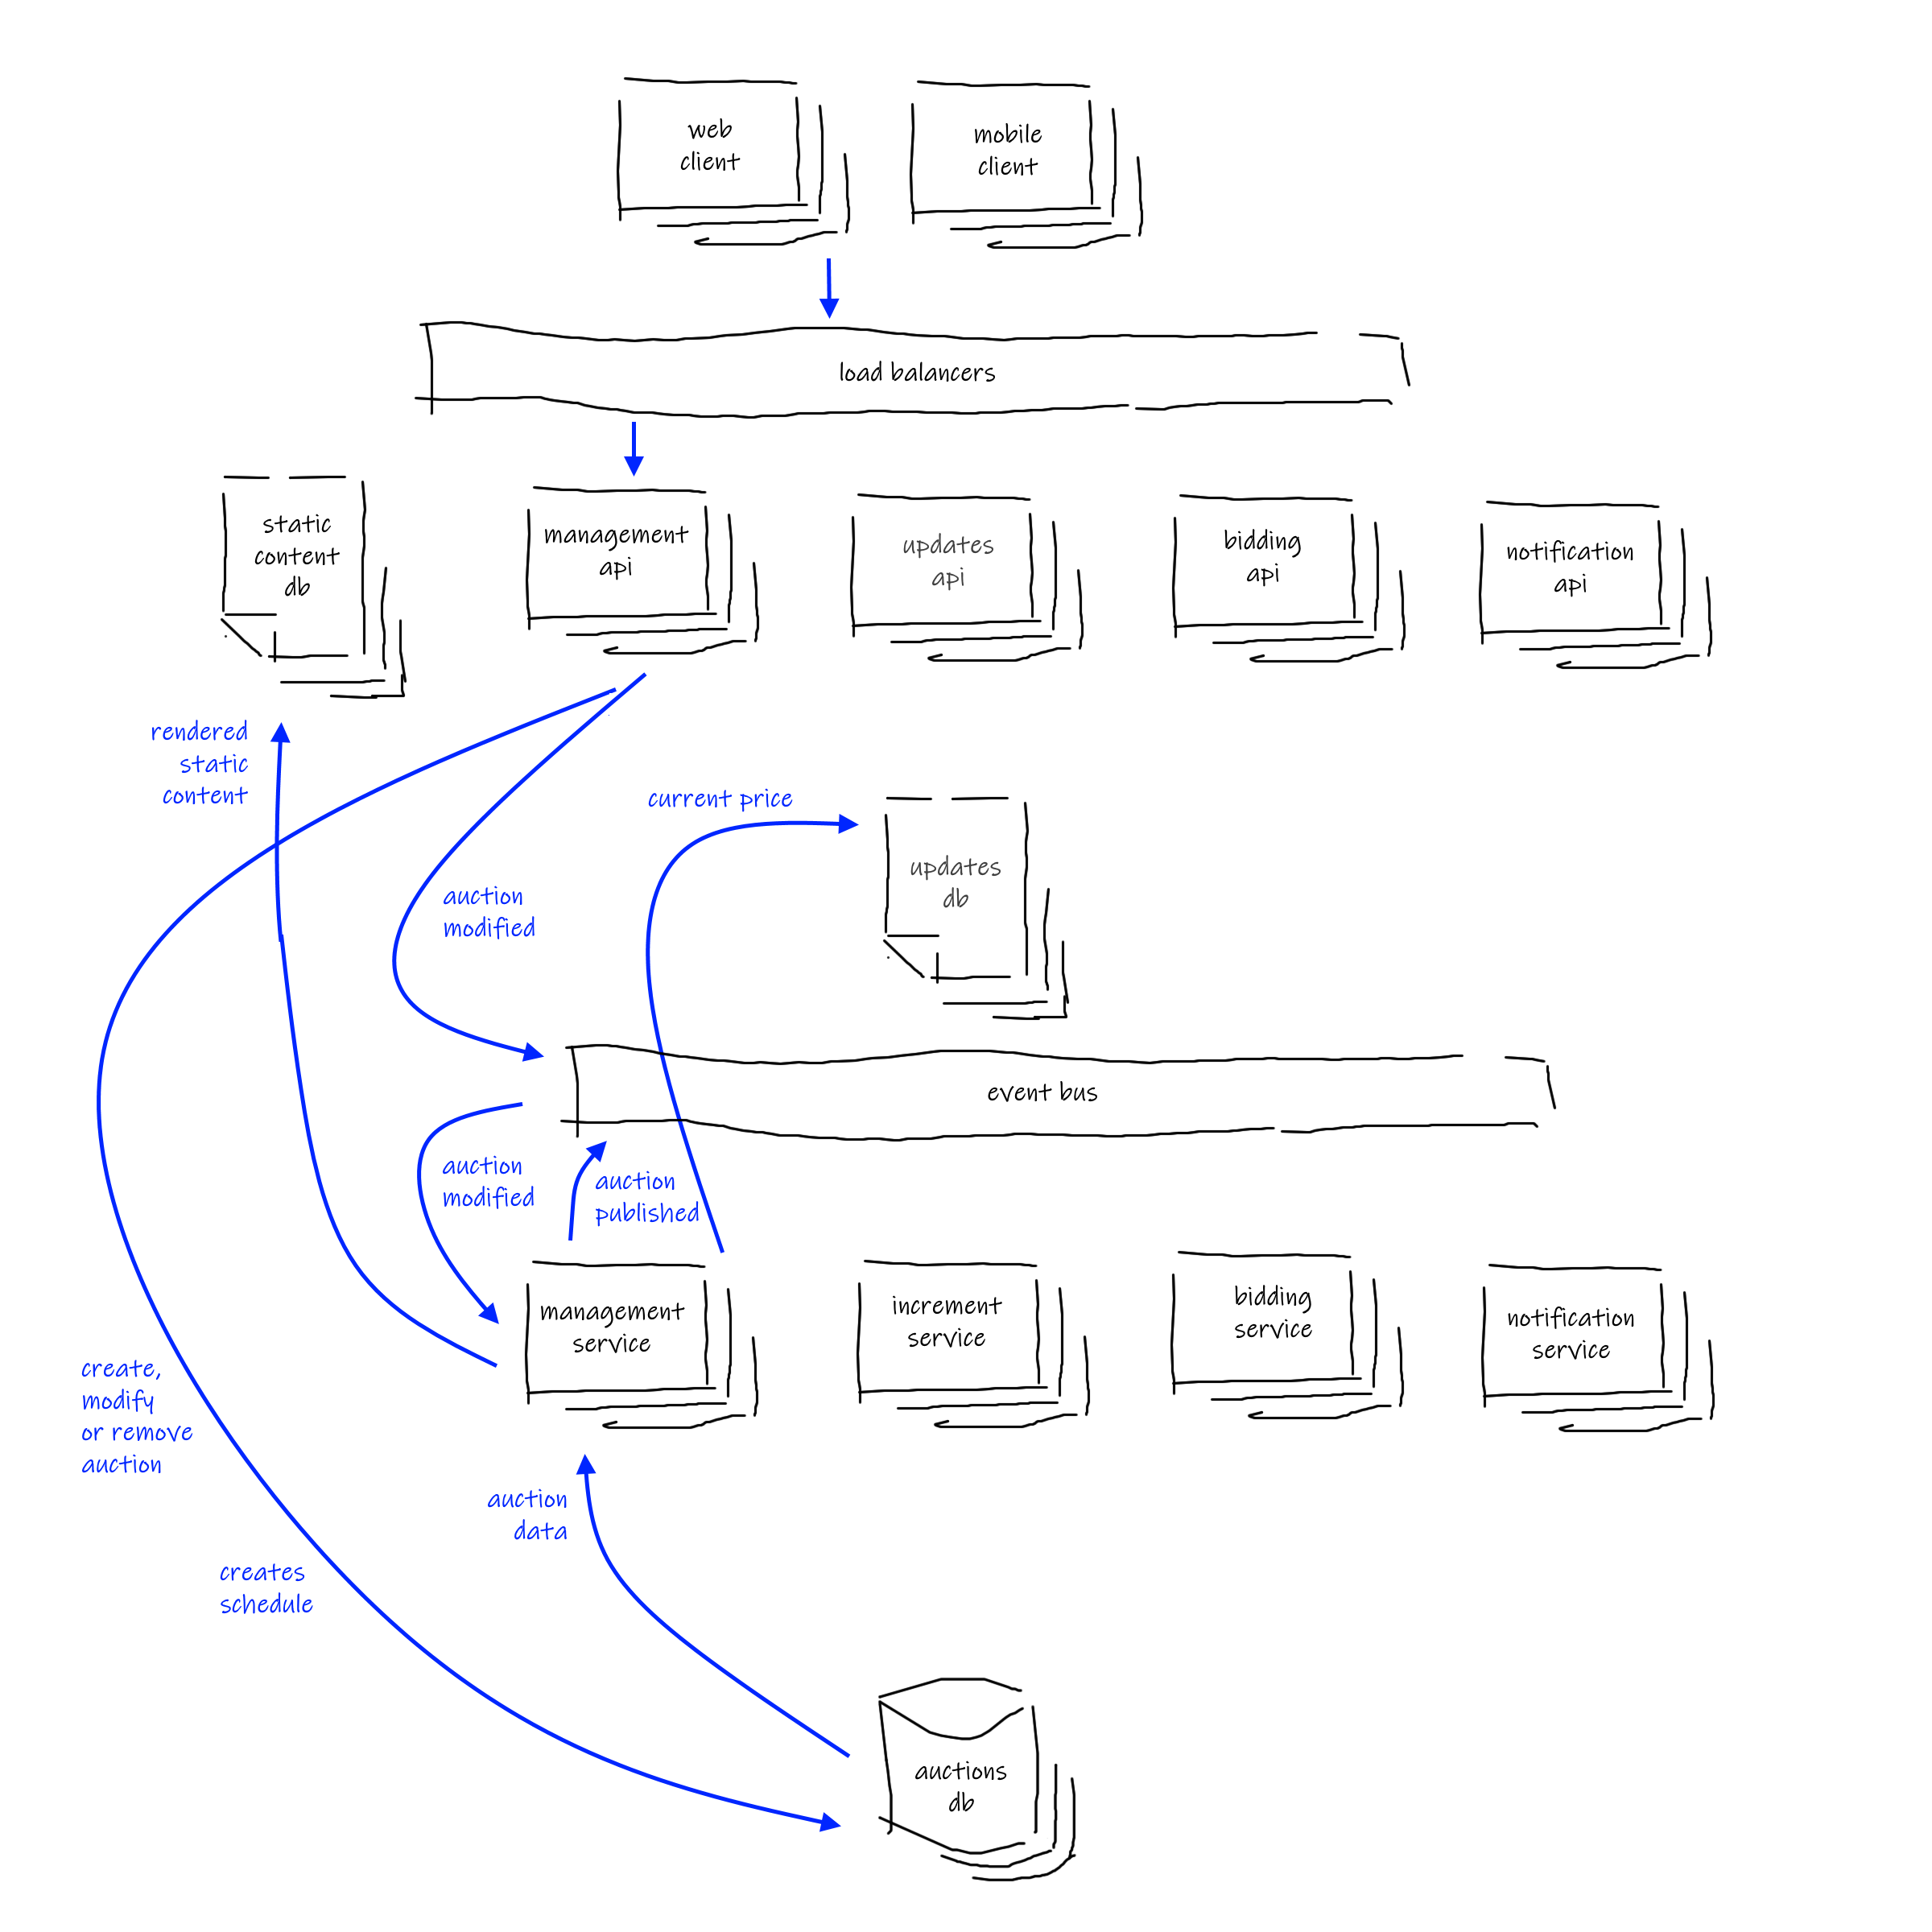 web
client
mobile
client
load balancers
static
content
db
management
api
updates
api
bidding
api
notification
api
rendered
static
content
current price
auction
modified
updates
db
event bus
auction
modified
auction
published
management
service
increment
service
bidding
service
notification
service
create,
modify
or remove
auction
auction
data
creates
schedule
auctions
db